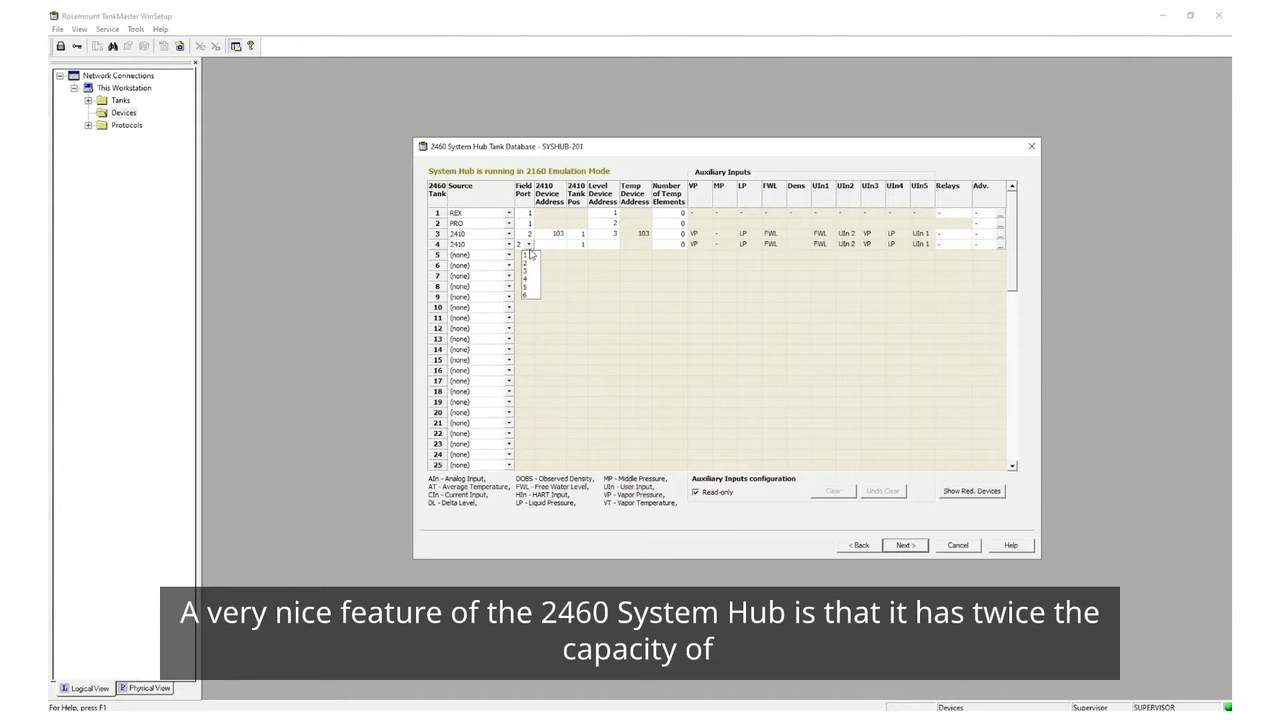 Rosemount TankMaster WinSetup
File View Service Tools Help
Network Connections
This Workstation
Tanks
Devices
Protocols
2460 System Hub Tank Database - SYSHUB-201
System Hub is running in 2160 Emulation Mode
Auxiliary Inputs
2460 Tank Source Field Port 2410 Device Address 2410 Tank Pos Level Device Address Temp Device Address Number of Temp Elements VP MP LP FWL Dens UIn1 UIn2 UIn3 UIn4 UIn5 Relays Adv.
1 REX 1 1 0 - - - - - - - - - - - - ...
2 PRO 1 2 0 - - - - - - - - - - - - ...
3 2410 2 103 1 3 103 0 VP - LP FWL FWL UIn 2 VP LP UIn 1 - - ...
4 2410 2 1 0 VP - LP FWL FWL UIn 2 VP LP UIn 1 - - ...
5 (none) 1
6 (none) 2
7 (none) 3
8 (none) 4
9 (none) 5
10 (none) 6
11 (none)
12 (none)
13 (none)
14 (none)
15 (none)
16 (none)
17 (none)
18 (none)
19 (none)
20 (none)
21 (none)
22 (none)
23 (none)
24 (none)
25 (none)
AIn - Analog Input, DOBS - Observed Density, MP - Middle Pressure,
AT - Average Temperature, FWL - Free Water Level, UIn - User Input,
CIn - Current Input, HIn - HART Input, VP - Vapor Pressure,
DL - Delta Level, LP - Liquid Pressure, VT - Vapor Temperature,
Auxiliary Inputs configuration
Read-only Clear Undo Clear Show Red. Devices
< Back Next > Cancel Help
A very nice feature of the 2460 System Hub is that it has twice the
capacity of
Logical View Physical View
For Help, press F1 Devices Supervisor SUPERVISOR